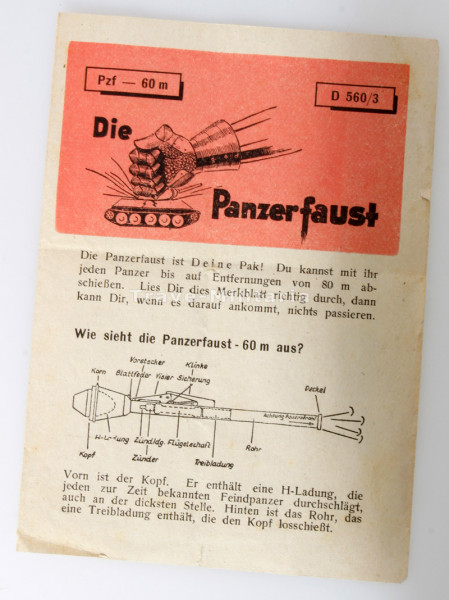 Pzf — 60 m
D 560/3
Die
Panzerfaust
Die Panzerfaust ist Deine Pak! Du kannst mit ihr
jeden Panzer bis auf Entfernungen von 80 m ab-
schießen. Lies Dir dies Merkblatt richtig durch, dann
kann Dir, wenn es darauf ankommt, nichts passieren.
Wie sieht die Panzerfaust - 60 m aus?
Vorstecher Klinke
Korn Blattfeder Visier Sicherung Deckel
Achtung Feuerstrahl
H-Ladung Zündldg. Flügelschaft
Kopf Zünder Treibladung Rohr
Vorn ist der Kopf. Er enthält eine H-Ladung, die
jeden zur Zeit bekannten Feindpanzer durchschlägt,
auch an der dicksten Stelle. Hinten ist das Rohr, das
eine Treibladung enthält, die den Kopf losschießt.